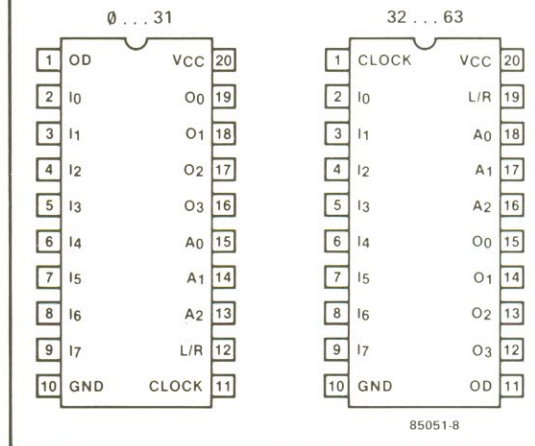 Ø ... 31
1 OD VCC 20
2 I0 O0 19
3 I1 O1 18
4 I2 O2 17
5 I3 O3 16
6 I4 A0 15
7 I5 A1 14
8 I6 A2 13
9 I7 L/R 12
10 GND CLOCK 11
32 ... 63
1 CLOCK VCC 20
2 I0 L/R 19
3 I1 A0 18
4 I2 A1 17
5 I3 A2 16
6 I4 O0 15
7 I5 O1 14
8 I6 O2 13
9 I7 O3 12
10 GND OD 11
85051-8